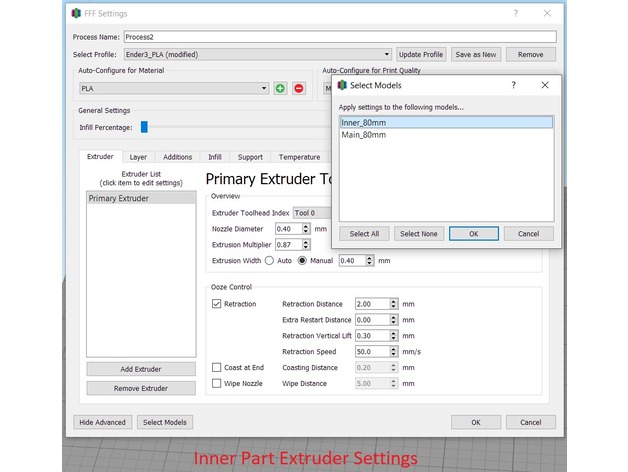 FFF Settings
Process Name: Process2
Select Profile: Ender3_PLA (modified) Update Profile Save as New Remove
Auto-Configure for Material
PLA
Auto-Configure for Print Quality
General Settings
Infill Percentage:
Select Models
Apply settings to the following models...
Inner_80mm
Main_80mm
Select All Select None OK Cancel
Extruder Layer Additions Infill Support Temperature
Extruder List
(click item to edit settings)
Primary Extruder
Add Extruder
Remove Extruder
Primary Extruder
Overview
Extruder Toolhead Index Tool 0
Nozzle Diameter 0.40 mm
Extrusion Multiplier 0.87
Extrusion Width Auto Manual 0.40 mm
Ooze Control
Retraction Retraction Distance 2.00 mm
Extra Restart Distance 0.00 mm
Retraction Vertical Lift 0.30 mm
Retraction Speed 50.0 mm/s
Coast at End Coasting Distance 0.20 mm
Wipe Nozzle Wipe Distance 5.00 mm
Hide Advanced Select Models OK Cancel
Inner Part Extruder Settings